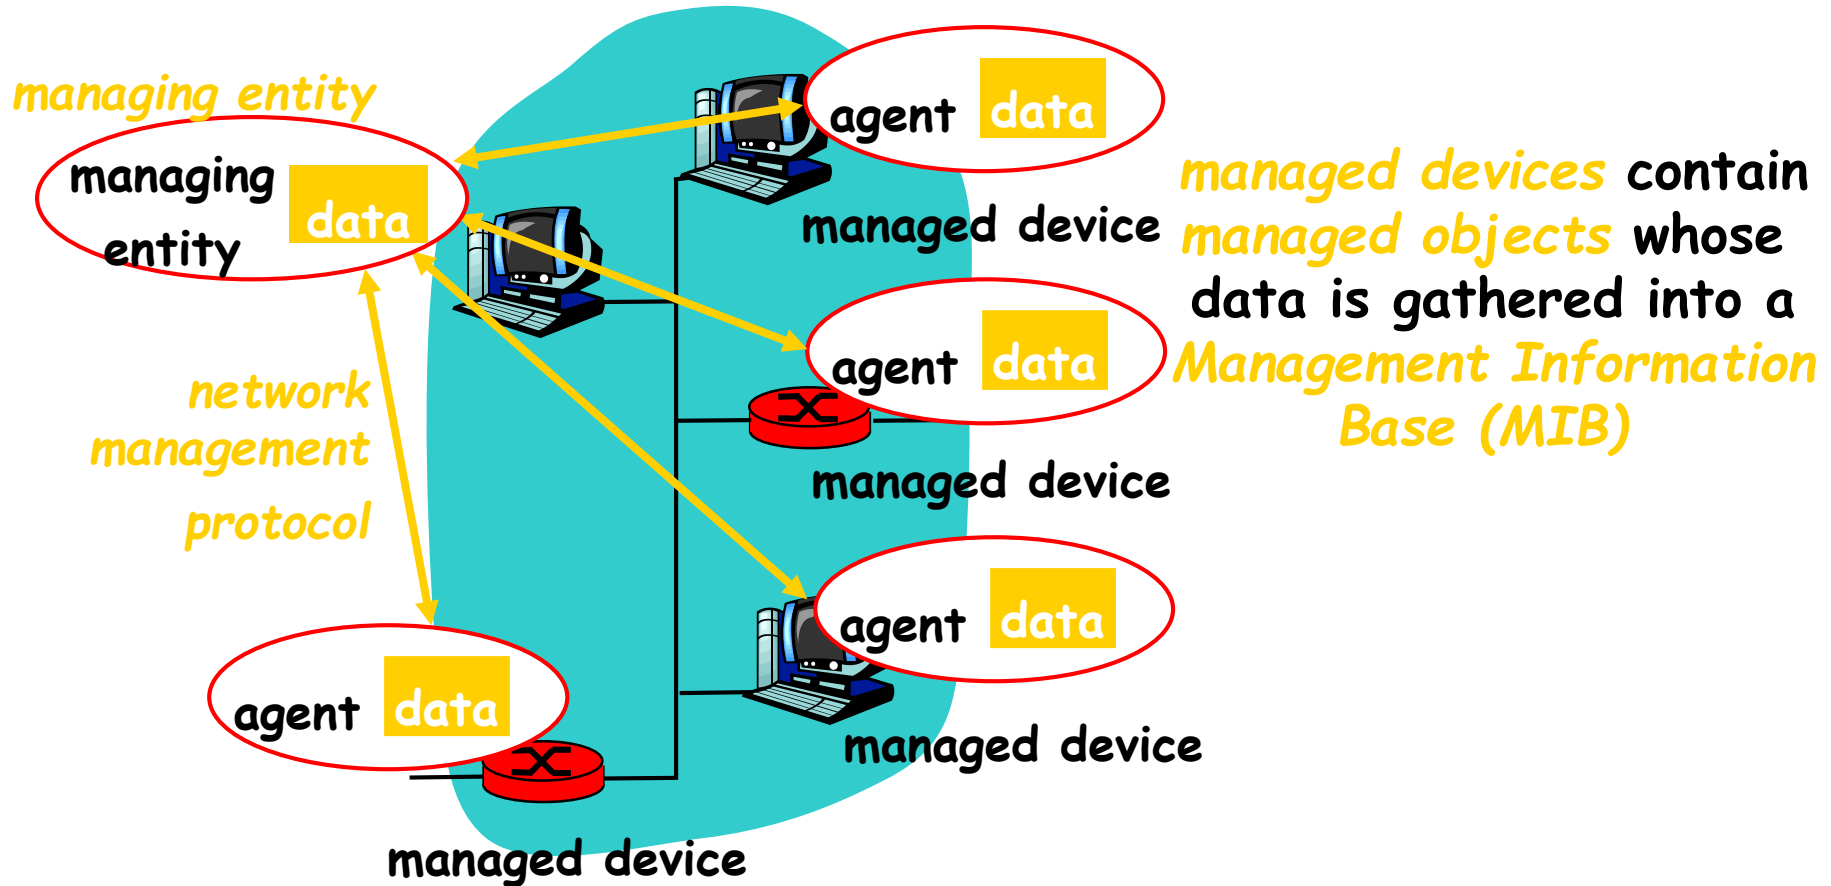 managing entity
managing
entity
data
agent data
managed device
managed devices contain
managed objects whose
data is gathered into a
Management Information
Base (MIB)
agent data
managed device
network
management
protocol
agent data
managed device
agent data
managed device